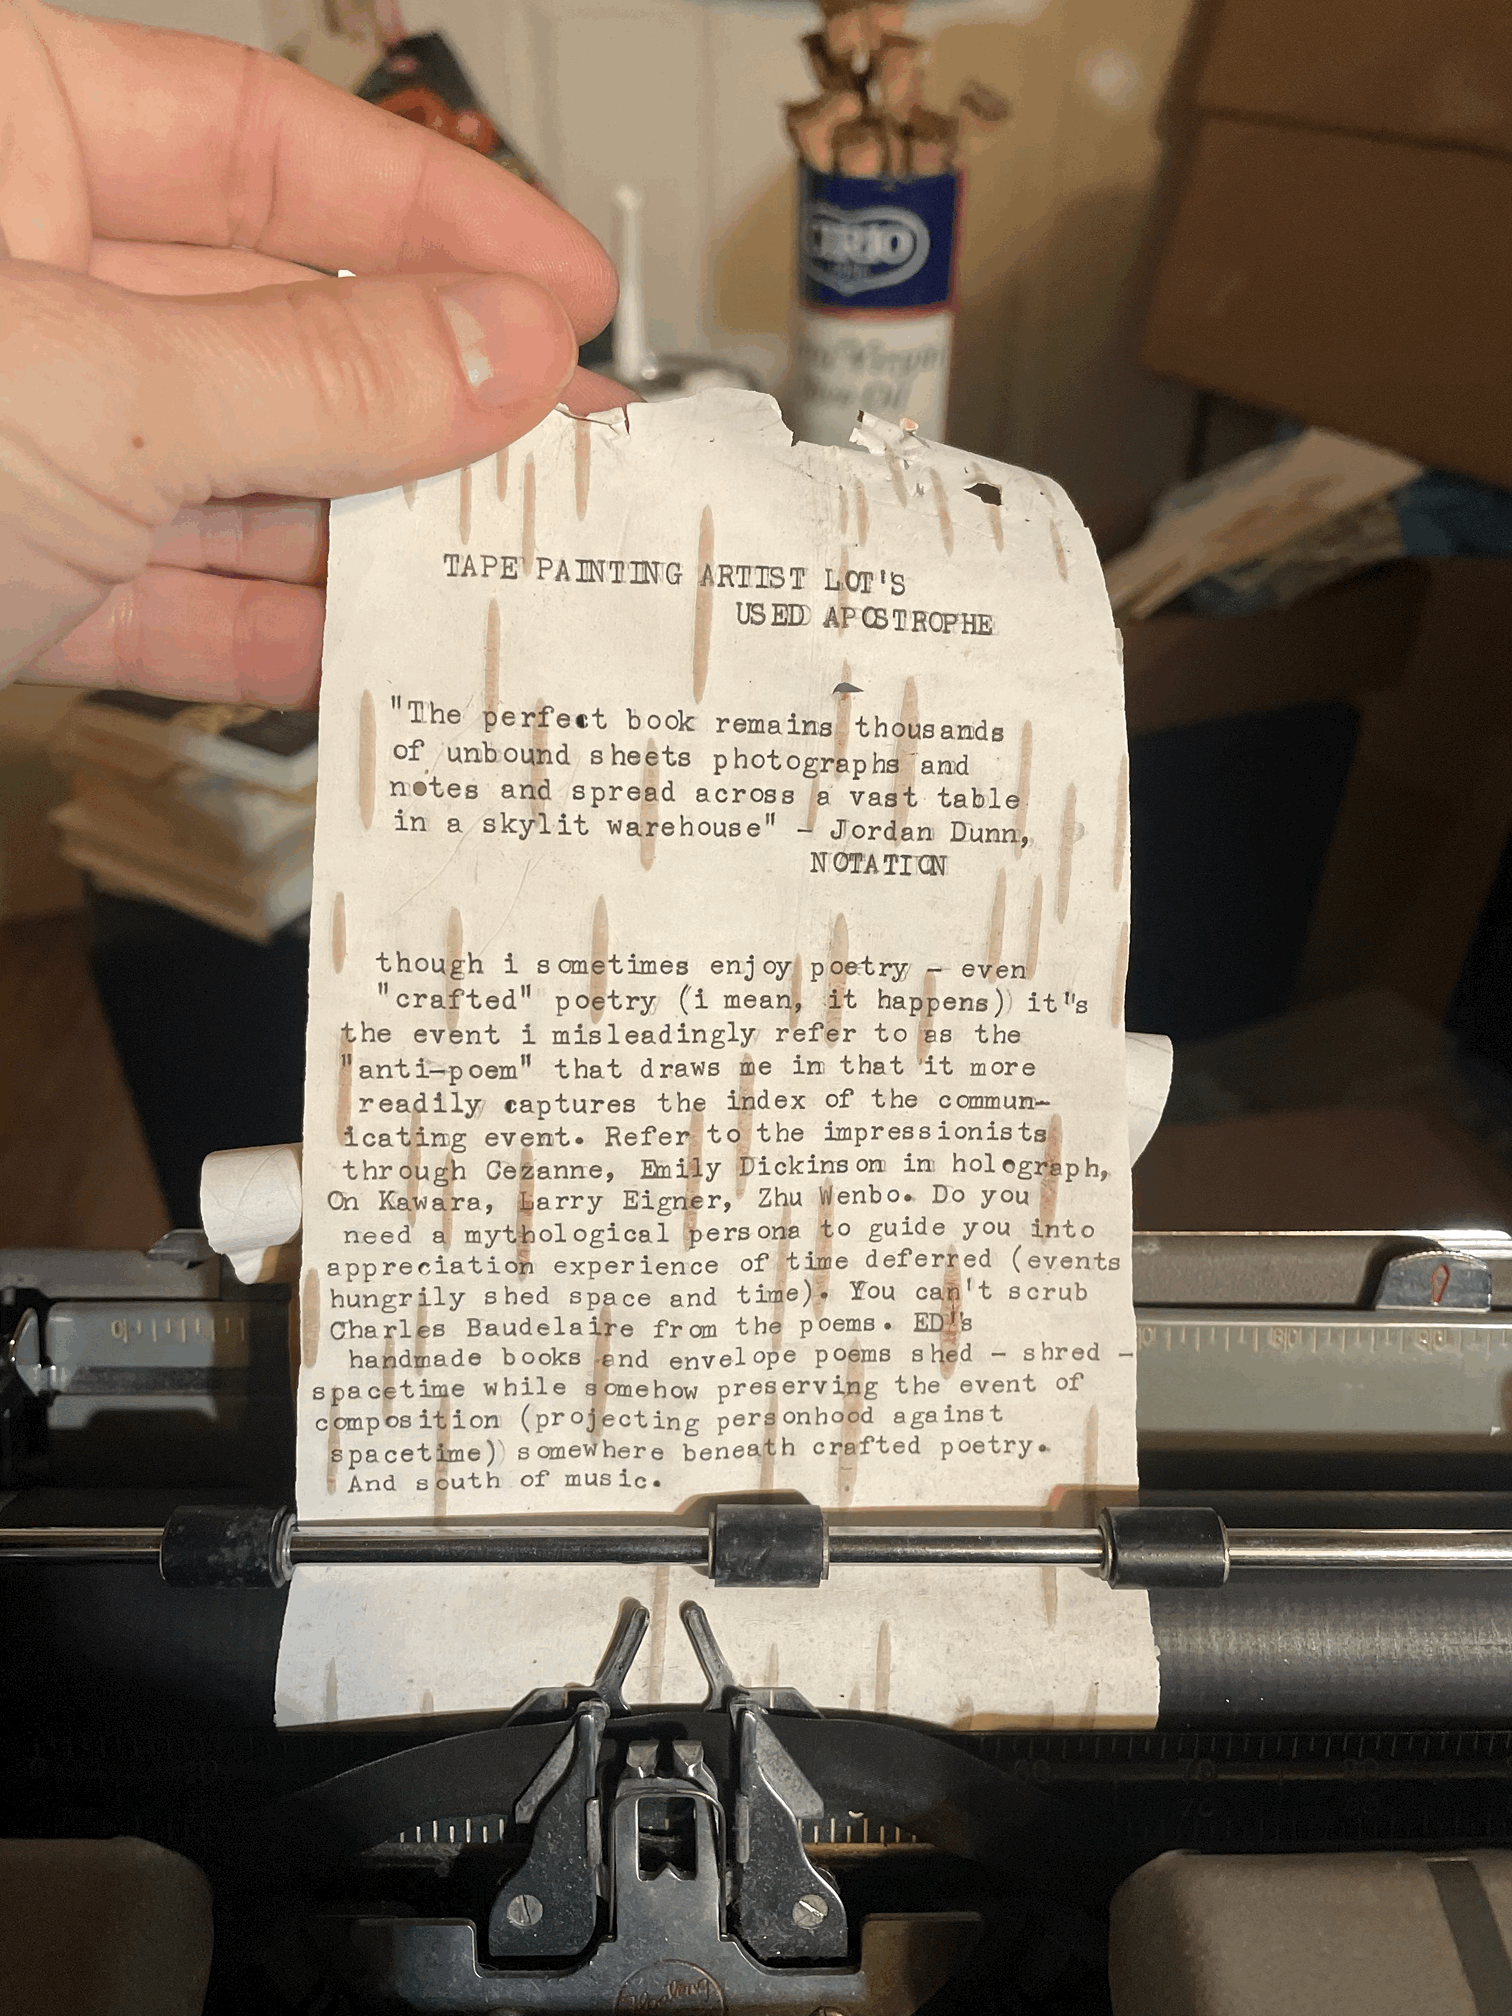 CIRIO
TAPE PAINTING ARTIST LOT'S
USED APOSTROPHE
"The perfect book remains thousands
of unbound sheets photographs and
notes and spread across a vast table
in a skylit warehouse" - Jordan Dunn,
NOTATION
though i sometimes enjoy poetry - even
"crafted" poetry (i mean, it happens) it's
the event i misleadingly refer to as the
"anti-poem" that draws me in that it more
readily captures the index of the commun-
icating event. Refer to the impressionists
through Cezanne, Emily Dickinson in holograph,
On Kawara, Larry Eigner, Zhu Wenbo. Do you
need a mythological persona to guide you into
appreciation experience of time deferred (events
hungrily shed space and time). You can't scrub
Charles Baudelaire from the poems. ED's
handmade books and envelope poems shed - shred -
spacetime while somehow preserving the event of
composition (projecting personhood against
spacetime) somewhere beneath crafted poetry.
And south of music.